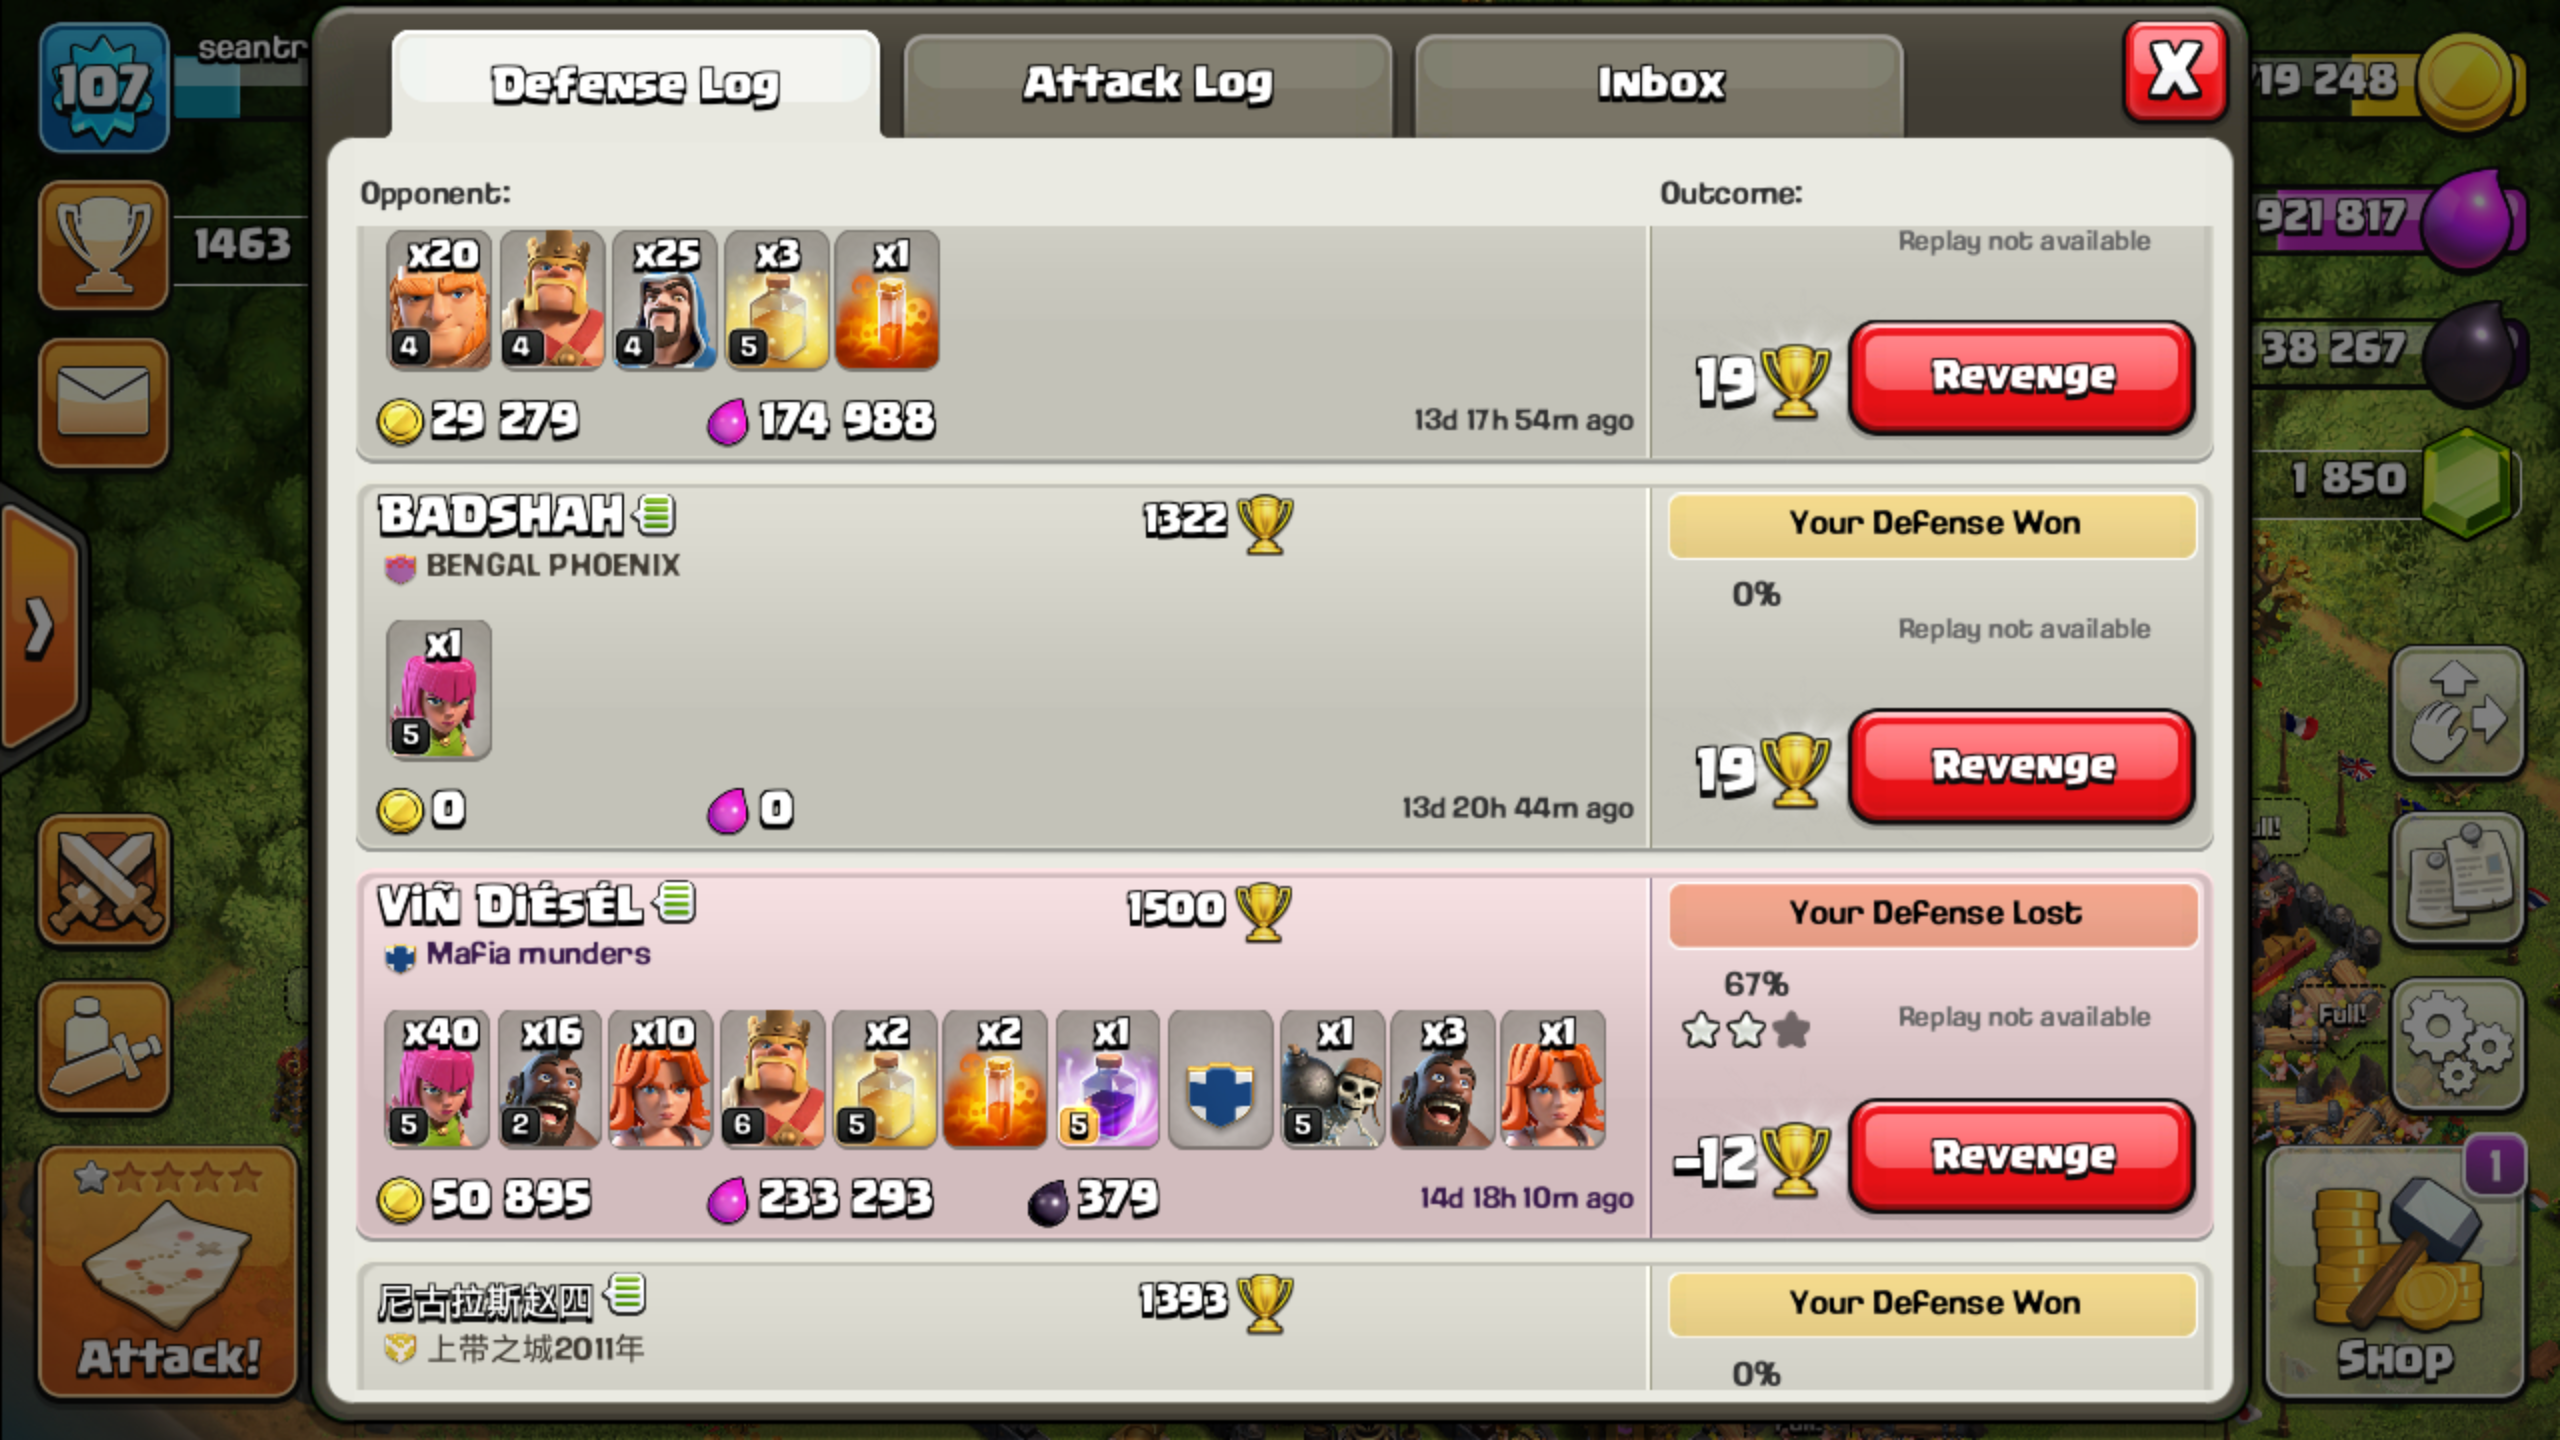 107
seantr
1463
Defense Log
Attack Log
Inbox
X
19 248
921 817
38 267
1 850
Opponent:
Outcome:
x20
x25
x3
x1
4
4
4
5
29 279
174 988
13d 17h 54m ago
Replay not available
19
Revenge
BADSHAH
1322
BENGAL PHOENIX
x1
5
0
0
13d 20h 44m ago
Your Defense Won
0%
Replay not available
19
Revenge
VIÑ DIÉSÉL
1500
Mafia munders
x40
x16
x10
x2
x2
x1
x1
x3
x1
5
2
6
5
5
5
50 895
233 293
379
14d 18h 10m ago
Your Defense Lost
67%
Replay not available
-12
Revenge
尼古拉斯赵四
1393
上带之城2011年
Your Defense Won
0%
Attack!
Full!
1
Shop